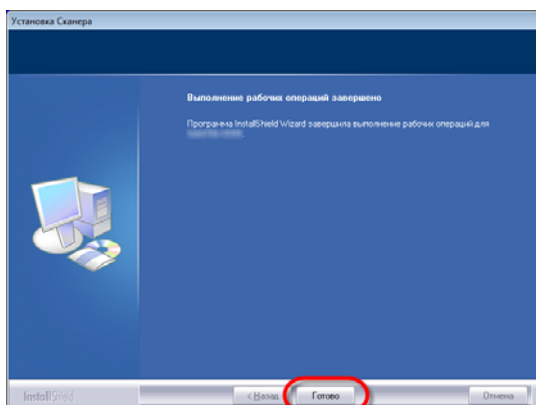 Установка Сканера
Выполнение рабочих операций завершено
Программа InstallShield Wizard завершила выполнение рабочих операций для
InstallShield
< Назад
Готово
Отмена